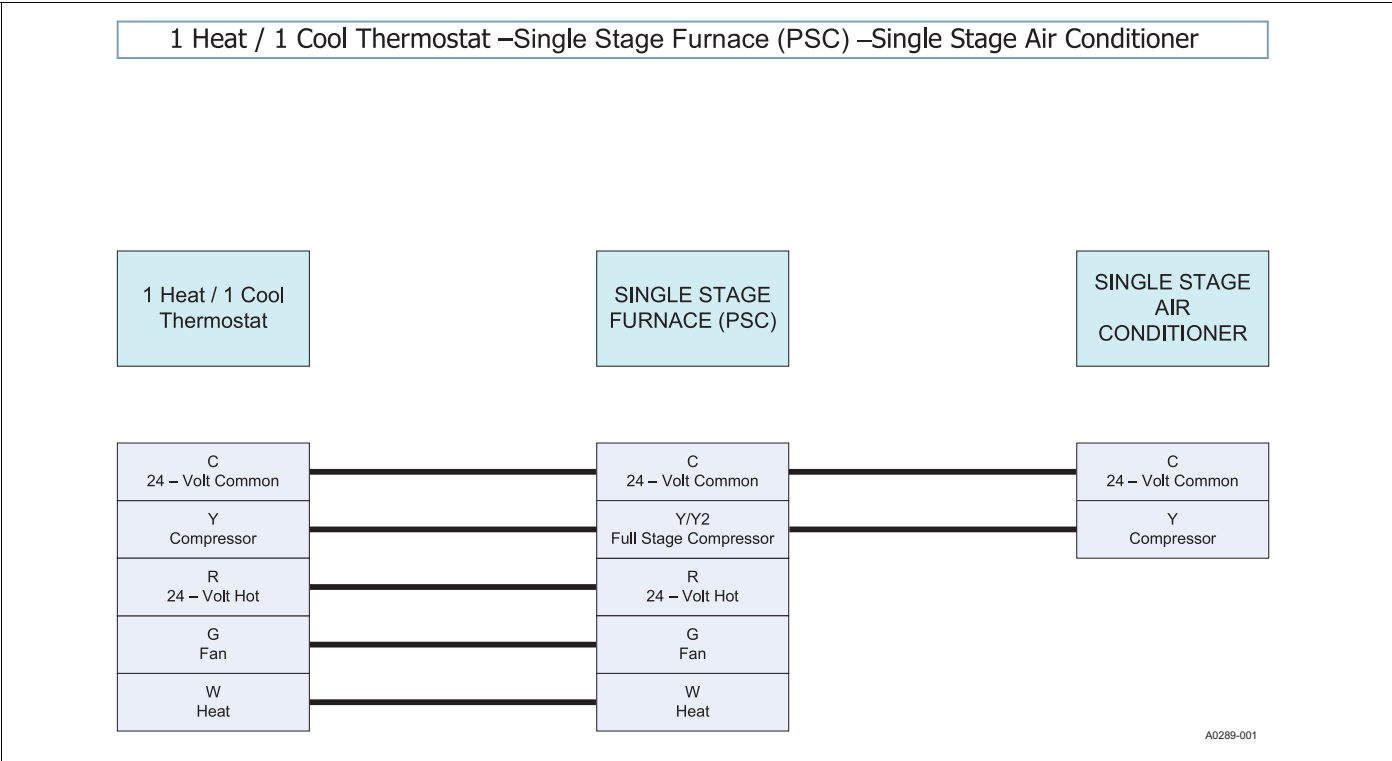 1 Heat / 1 Cool Thermostat –Single Stage Furnace (PSC) –Single Stage Air Conditioner
1 Heat / 1 Cool
Thermostat
SINGLE STAGE
FURNACE (PSC)
SINGLE STAGE
AIR
CONDITIONER
C
24 – Volt Common
Y
Compressor
R
24 – Volt Hot
G
Fan
W
Heat
C
24 – Volt Common
Y/Y2
Full Stage Compressor
R
24 – Volt Hot
G
Fan
W
Heat
C
24 – Volt Common
Y
Compressor
A0289-001